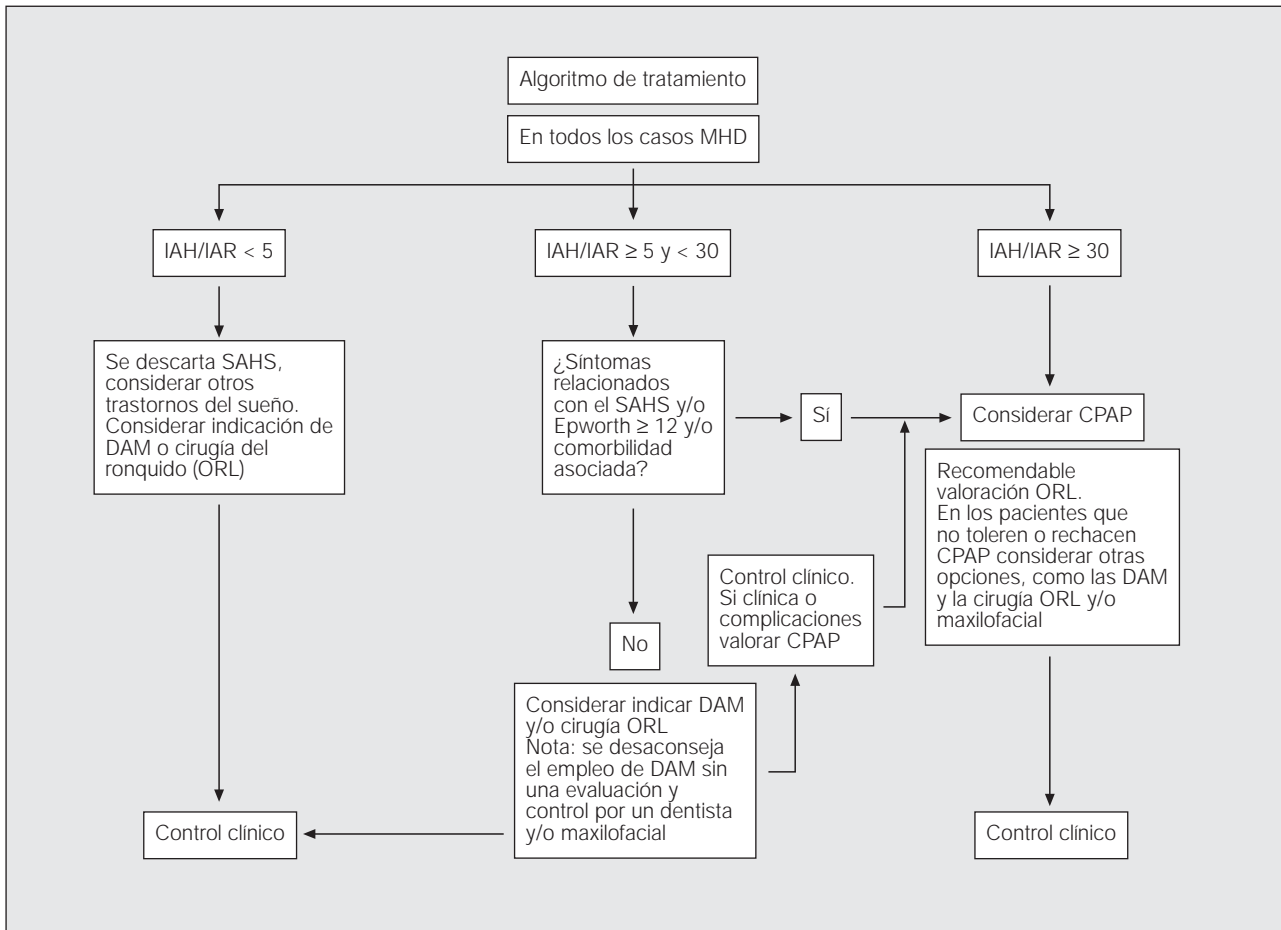 Algoritmo de tratamiento
En todos los casos MHD
IAH/IAR < 5
IAH/IAR ≥ 5 y < 30
IAH/IAR ≥ 30
Se descarta SAHS,
considerar otros
trastornos del sueño.
Considerar indicación de
DAM o cirugía del
ronquido (ORL)
¿Síntomas
relacionados
con el SAHS y/o
Epworth ≥ 12 y/o
comorbilidad
asociada?
Sí
Considerar CPAP
Recomendable
valoración ORL.
En los pacientes que
no toleren o rechacen
CPAP considerar otras
opciones, como las DAM
y la cirugía ORL y/o
maxilofacial
Control clínico.
Si clínica o
complicaciones
valorar CPAP
No
Considerar indicar DAM
y/o cirugía ORL
Nota: se desaconseja
el empleo de DAM sin
una evaluación y
control por un dentista
y/o maxilofacial
Control clínico
Control clínico